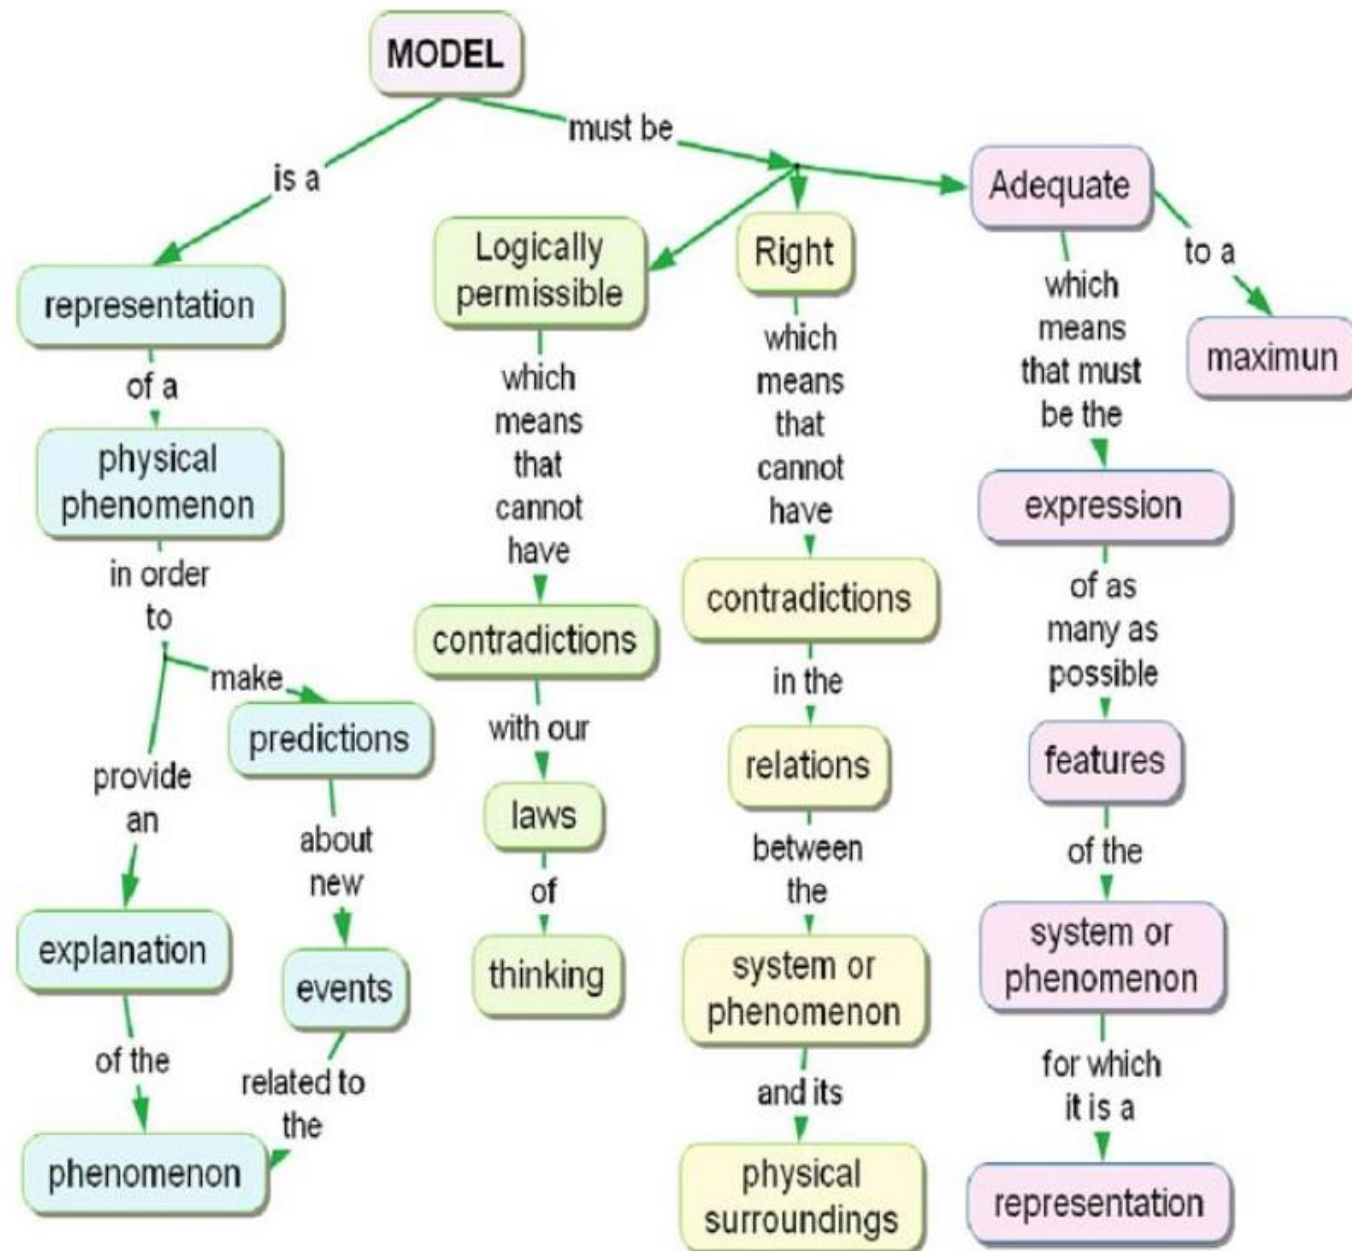 MODEL
is a
representation
of a
physical
phenomenon
in order
to
make
predictions
about
new
events
related to
the
provide
an
explanation
of the
phenomenon
must be
Logically
permissible
which
means
that
cannot
have
contradictions
with our
laws
of
thinking
Right
which
means
that
cannot
have
contradictions
in the
relations
between
the
system or
phenomenon
and its
physical
surroundings
Adequate
to a
maximun
which
means
that must
be the
expression
of as
many as
possible
features
of the
system or
phenomenon
for which
it is a
representation